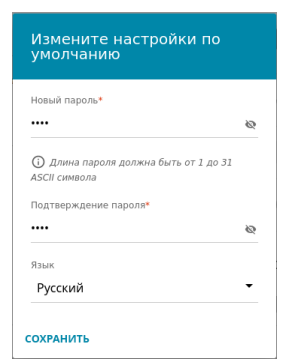 Измените настройки по
умолчанию
Новый пароль*
••••
Длина пароля должна быть от 1 до 31
ASCII символа
Подтверждение пароля*
••••
Язык
Русский
СОХРАНИТЬ